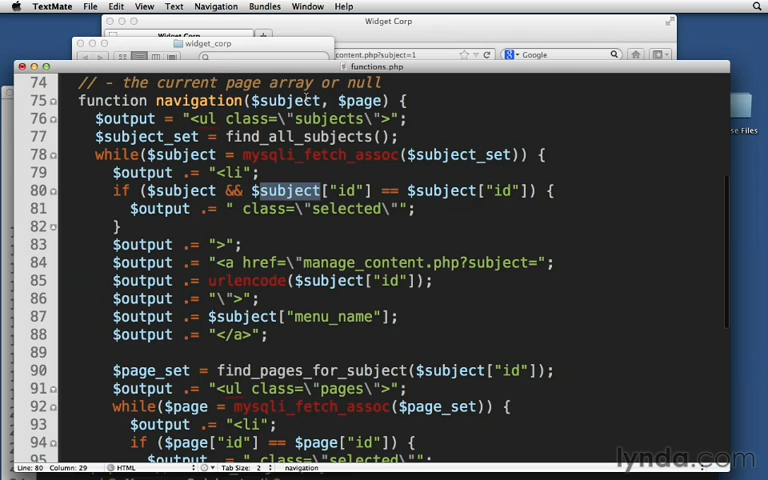 TextMate File Edit View Text Navigation Bundles Window Help
Widget Corp
widget_corp
content.php?subject=1
Google
functions.php
74 // - the current page array or null
75 function navigation($subject, $page) {
76 $output = "<ul class=\"subjects\">";
77 $subject_set = find_all_subjects();
78 while($subject = mysqli_fetch_assoc($subject_set)) {
79 $output .= "<li";
80 if ($subject && $subject["id"] == $subject["id"]) {
81 $output .= " class=\"selected\"";
82 }
83 $output .= ">";
84 $output .= "<a href=\"manage_content.php?subject=";
85 $output .= urlencode($subject["id"]);
86 $output .= "\">";
87 $output .= $subject["menu_name"];
88 $output .= "</a>";
89
90 $page_set = find_pages_for_subject($subject["id"]);
91 $output .= "<ul class=\"pages\">";
92 while($page = mysqli_fetch_assoc($page_set)) {
93 $output .= "<li";
94 if ($page["id"] == $page["id"]) {
95 $output .= " class=\"selected\"";
se Files
Line: 80 Column: 29 HTML Tab Size: 2 navigation
lynda.com